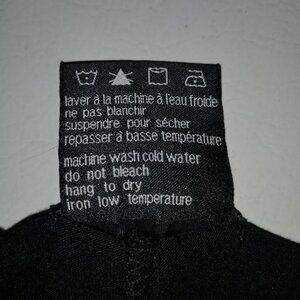 laver à la machine à l'eau froide
ne pas blanchir
suspendre pour sécher
repasser à basse température
machine wash cold water
do not bleach
hang to dry
iron low temperature